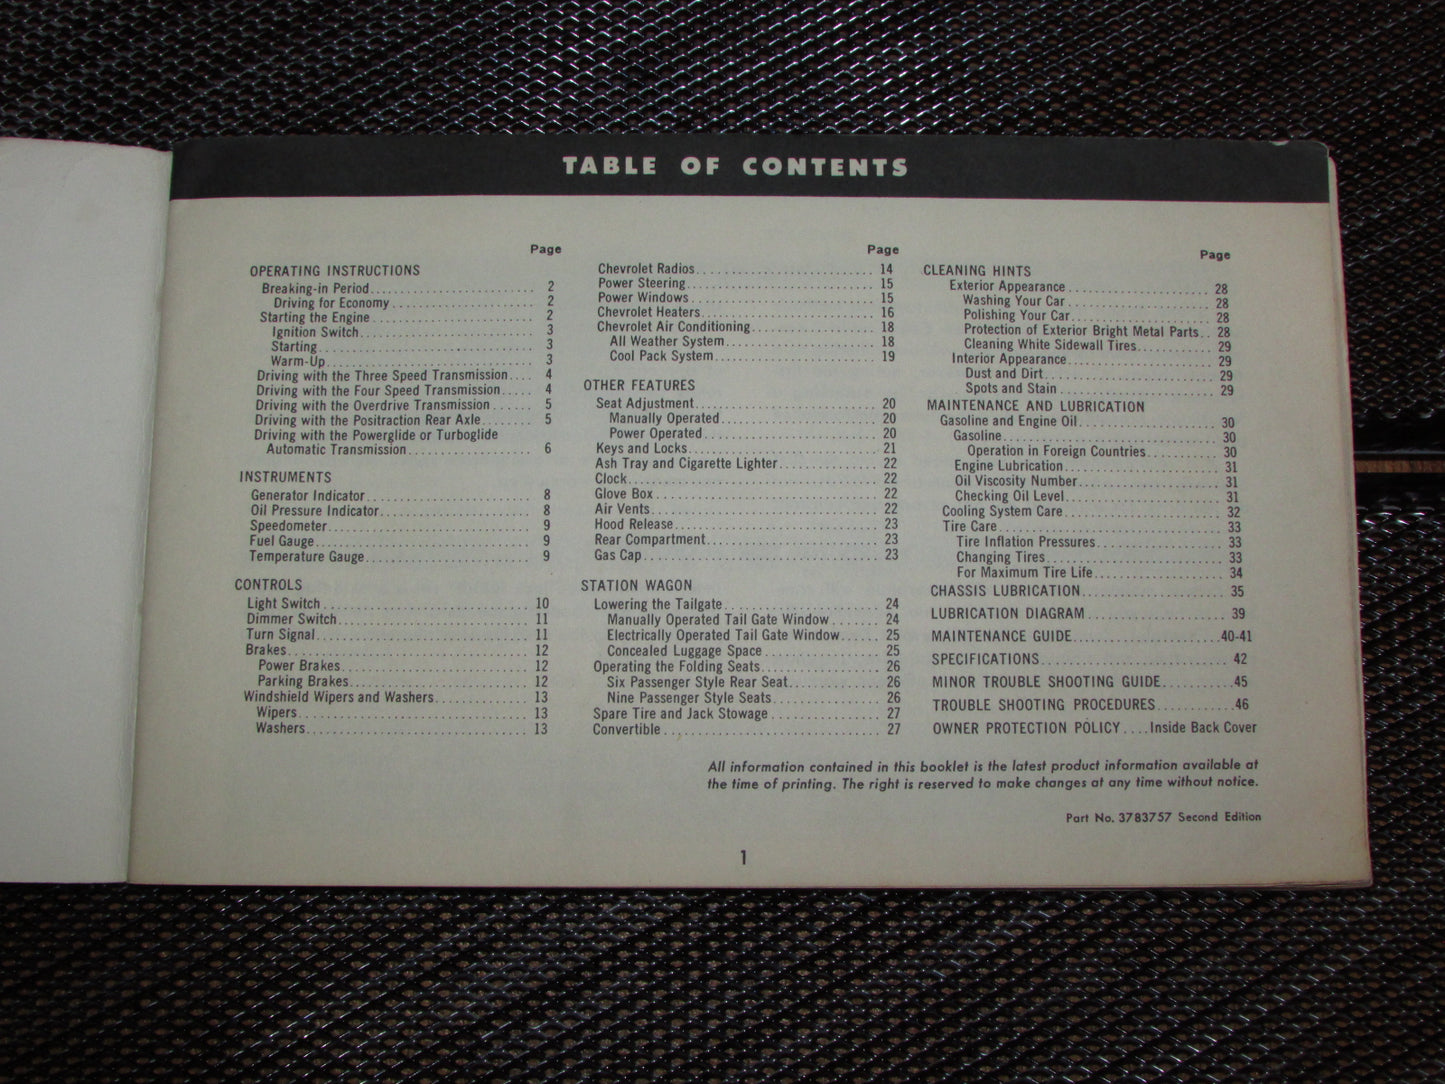 TABLE OF CONTENTS
Page
OPERATING INSTRUCTIONS
Breaking-in Period 2
Driving for Economy 2
Starting the Engine 2
Ignition Switch 3
Starting 3
Warm-Up 3
Driving with the Three Speed Transmission 4
Driving with the Four Speed Transmission 4
Driving with the Overdrive Transmission 5
Driving with the Positraction Rear Axle 5
Driving with the Powerglide or Turboglide
Automatic Transmission 6
INSTRUMENTS
Generator Indicator 8
Oil Pressure Indicator 8
Speedometer 9
Fuel Gauge 9
Temperature Gauge 9
CONTROLS
Light Switch 10
Dimmer Switch 11
Turn Signal 11
Brakes 12
Power Brakes 12
Parking Brakes 12
Windshield Wipers and Washers 13
Wipers 13
Washers 13
Page
Chevrolet Radios 14
Power Steering 15
Power Windows 15
Chevrolet Heaters 16
Chevrolet Air Conditioning 18
All Weather System 18
Cool Pack System 19
OTHER FEATURES
Seat Adjustment 20
Manually Operated 20
Power Operated 20
Keys and Locks 21
Ash Tray and Cigarette Lighter 22
Clock 22
Glove Box 22
Air Vents 22
Hood Release 23
Rear Compartment 23
Gas Cap 23
STATION WAGON
Lowering the Tailgate 24
Manually Operated Tail Gate Window 24
Electrically Operated Tail Gate Window 25
Concealed Luggage Space 25
Operating the Folding Seats 26
Six Passenger Style Rear Seat 26
Nine Passenger Style Seats 26
Spare Tire and Jack Stowage 27
Convertible 27
Page
CLEANING HINTS
Exterior Appearance 28
Washing Your Car 28
Polishing Your Car 28
Protection of Exterior Bright Metal Parts 28
Cleaning White Sidewall Tires 29
Interior Appearance 29
Dust and Dirt 29
Spots and Stain 29
MAINTENANCE AND LUBRICATION
Gasoline and Engine Oil 30
Gasoline 30
Operation in Foreign Countries 30
Engine Lubrication 31
Oil Viscosity Number 31
Checking Oil Level 31
Cooling System Care 32
Tire Care 33
Tire Inflation Pressures 33
Changing Tires 33
For Maximum Tire Life 34
CHASSIS LUBRICATION 35
LUBRICATION DIAGRAM 39
MAINTENANCE GUIDE 40-41
SPECIFICATIONS 42
MINOR TROUBLE SHOOTING GUIDE 45
TROUBLE SHOOTING PROCEDURES 46
OWNER PROTECTION POLICY .... Inside Back Cover
All information contained in this booklet is the latest product information available at
the time of printing. The right is reserved to make changes at any time without notice.
Part No. 3783757 Second Edition
1